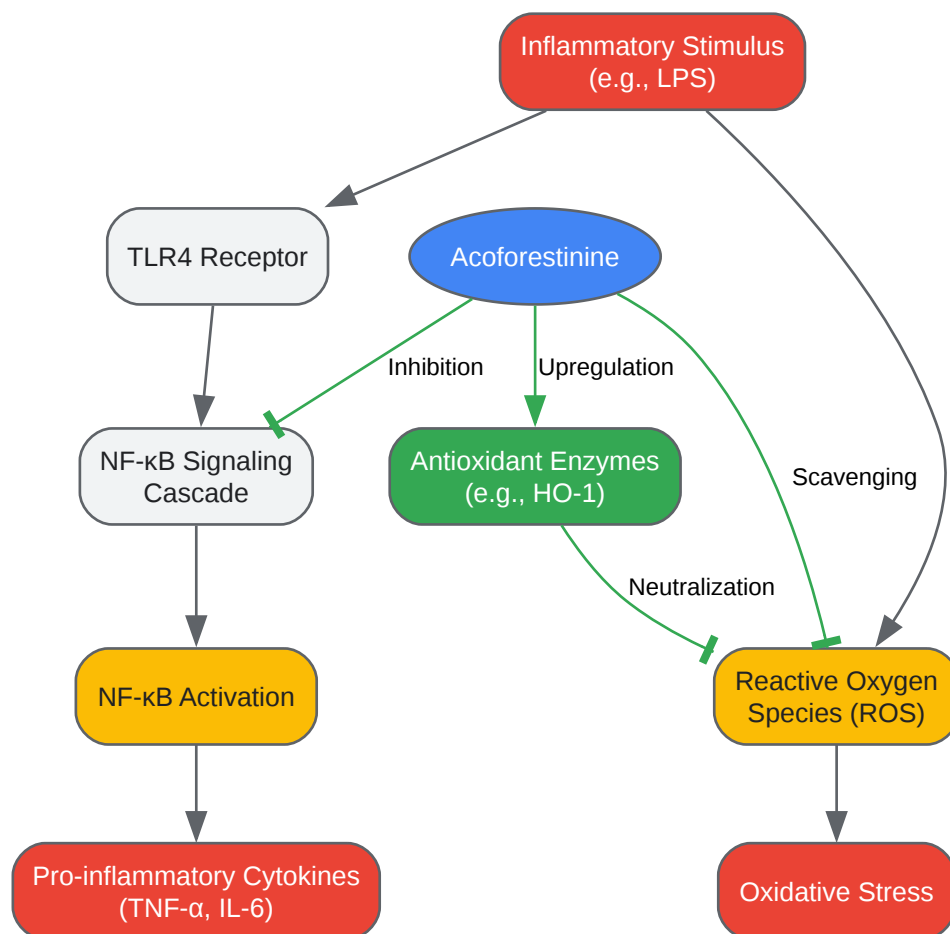 Inflammatory Stimulus
(e.g., LPS)
TLR4 Receptor
Acoforestinine
Inhibition
Upregulation
NF-κB Signaling
Cascade
Antioxidant Enzymes
(e.g., HO-1)
Scavenging
Neutralization
NF-κB Activation
Reactive Oxygen
Species (ROS)
Pro-inflammatory Cytokines
(TNF-α, IL-6)
Oxidative Stress